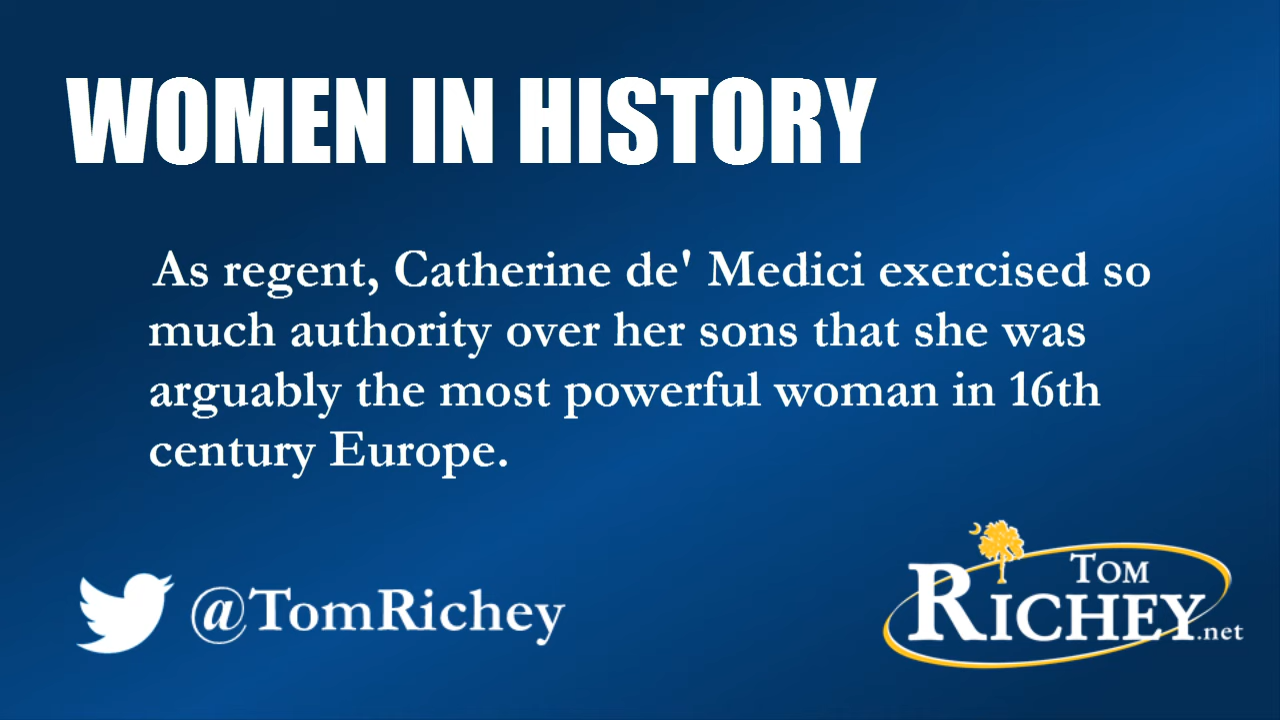 WOMEN IN HISTORY
As regent, Catherine de' Medici exercised so
much authority over her sons that she was
arguably the most powerful woman in 16th
century Europe.
@TomRichey
TOM
RICHEY.net